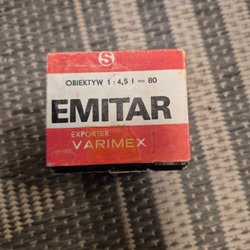 S
OBIEKTYW 1 : 4,5 f = 80
EMITAR
EXPORTER
VARIMEX